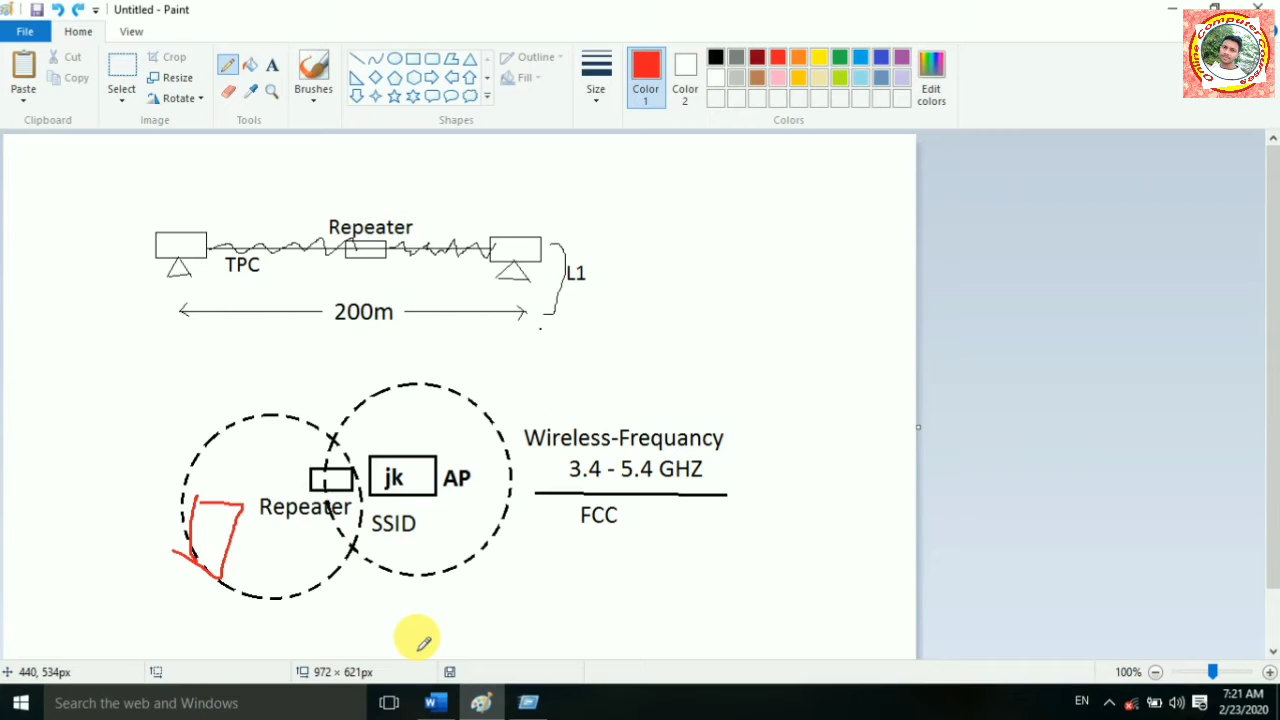 Untitled - Paint
File Home View
Paste
Cut
Copy
Clipboard
Select
Crop
Resize
Rotate
Image
Tools
Brushes
Shapes
Outline
Fill
Size
Color 1
Color 2
Colors
Edit colors
Online Computer Courses
Repeater
TPC
L1
200m
jk AP
Repeater
SSID
Wireless-Frequancy
3.4 - 5.4 GHZ
FCC
440, 534px
972 × 621px
100%
Search the web and Windows
EN
7:21 AM
2/23/2020